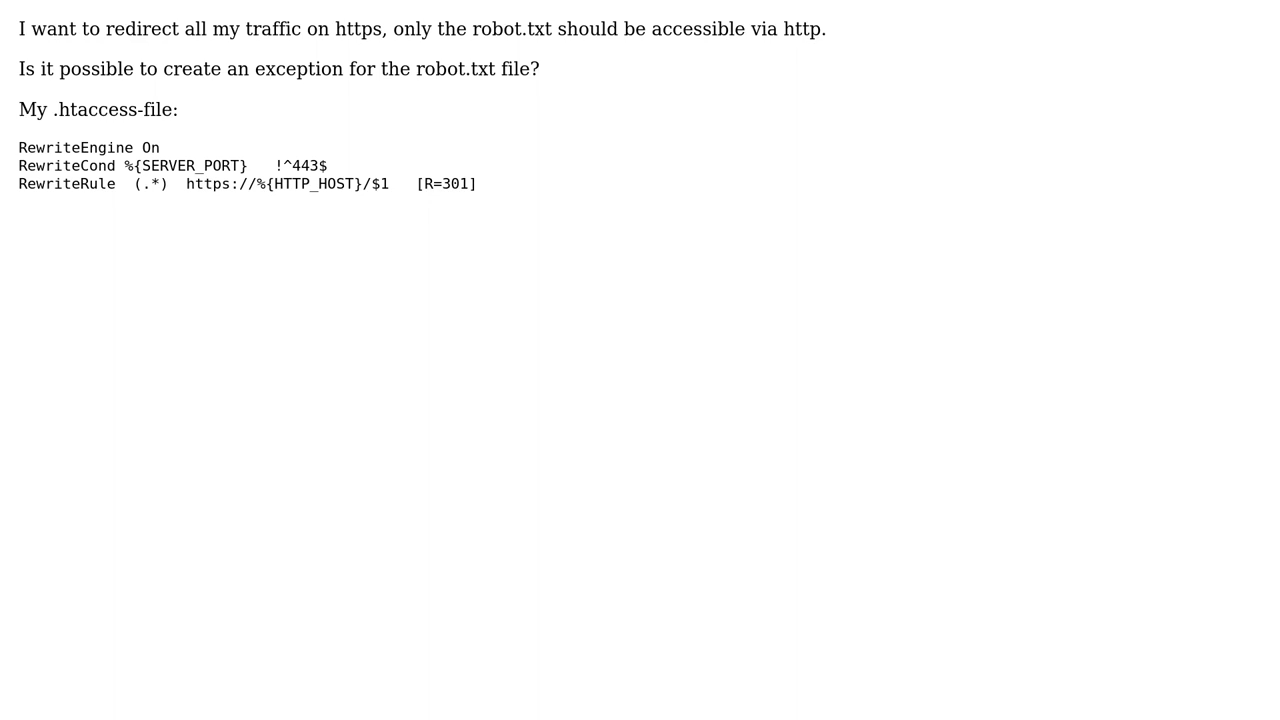 I want to redirect all my traffic on https, only the robot.txt should be accessible via http.
Is it possible to create an exception for the robot.txt file?
My .htaccess-file:
RewriteEngine On
RewriteCond %{SERVER_PORT}   !^443$
RewriteRule  (.*)  https://%{HTTP_HOST}/$1   [R=301]